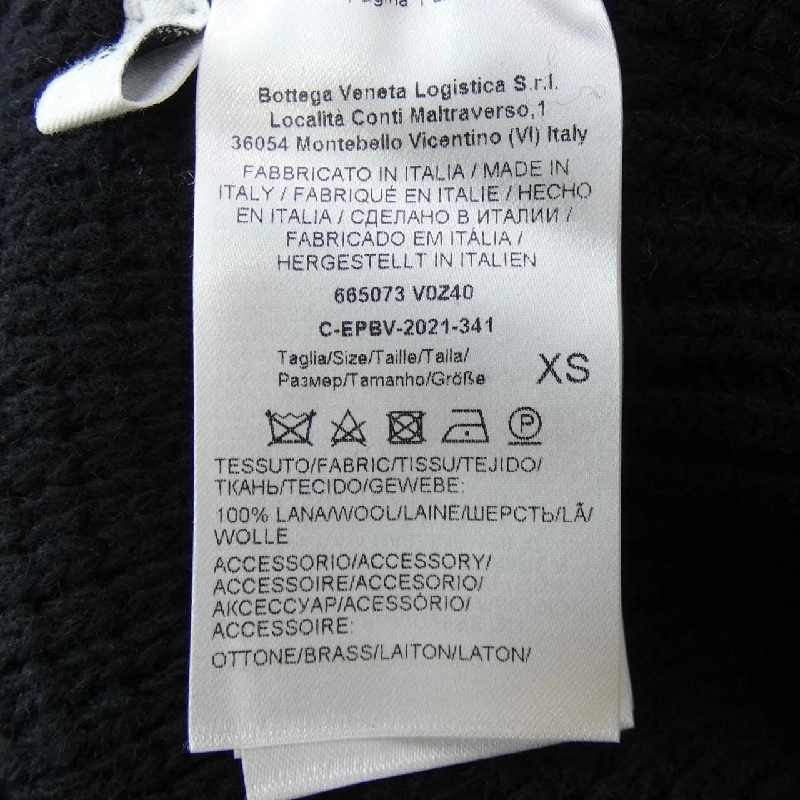 Bottega Veneta Logistica S.r.l.
Località Conti Maltraverso,1
36054 Montebello Vicentino (VI) Italy
FABBRICATO IN ITALIA / MADE IN
ITALY / FABRIQUÉ EN ITALIE / HECHO
EN ITALIA / СДЕЛАНО В ИТАЛИИ /
FABRICADO EM ITÁLIA /
HERGESTELLT IN ITALIEN
665073 V0Z40
C-EPBV-2021-341
Taglia/Size/Taille/Talla/
Размер/Tamanho/Größe
XS
P
TESSUTO/FABRIC/TISSU/TEJIDO/
ТКАНЬ/TECIDO/GEWEBE:
100% LANA/WOOL/LAINE/ШЕРСТЬ/LÃ/
WOLLE
ACCESSORIO/ACCESSORY/
ACCESSOIRE/ACCESORIO/
АКСЕССУАР/ACESSÓRIO/
ACCESSOIRE:
OTTONE/BRASS/LAITON/LATON/